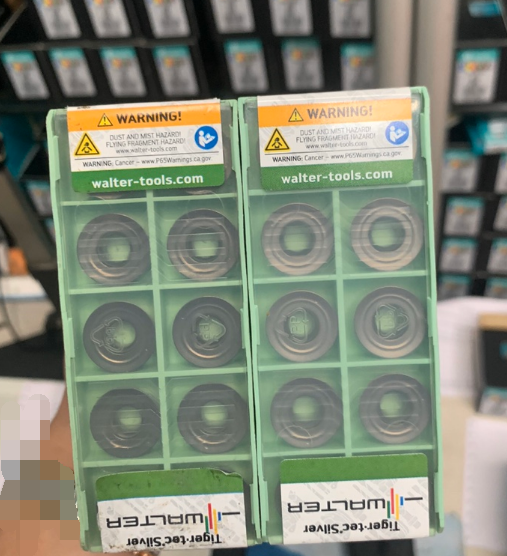 WARNING!
DUST AND MIST HAZARD!
FLYING FRAGMENT HAZARD!
www.walter-tools.com
WARNING: Cancer - www.P65Warnings.ca.gov
walter-tools.com
WARNING!
DUST AND MIST HAZARD!
FLYING FRAGMENT HAZARD!
www.walter-tools.com
WARNING: Cancer - www.P65Warnings.ca.gov
walter-tools.com
WALTER
Tiger·tec®Silver
WALTER
Tiger·tec®Silver